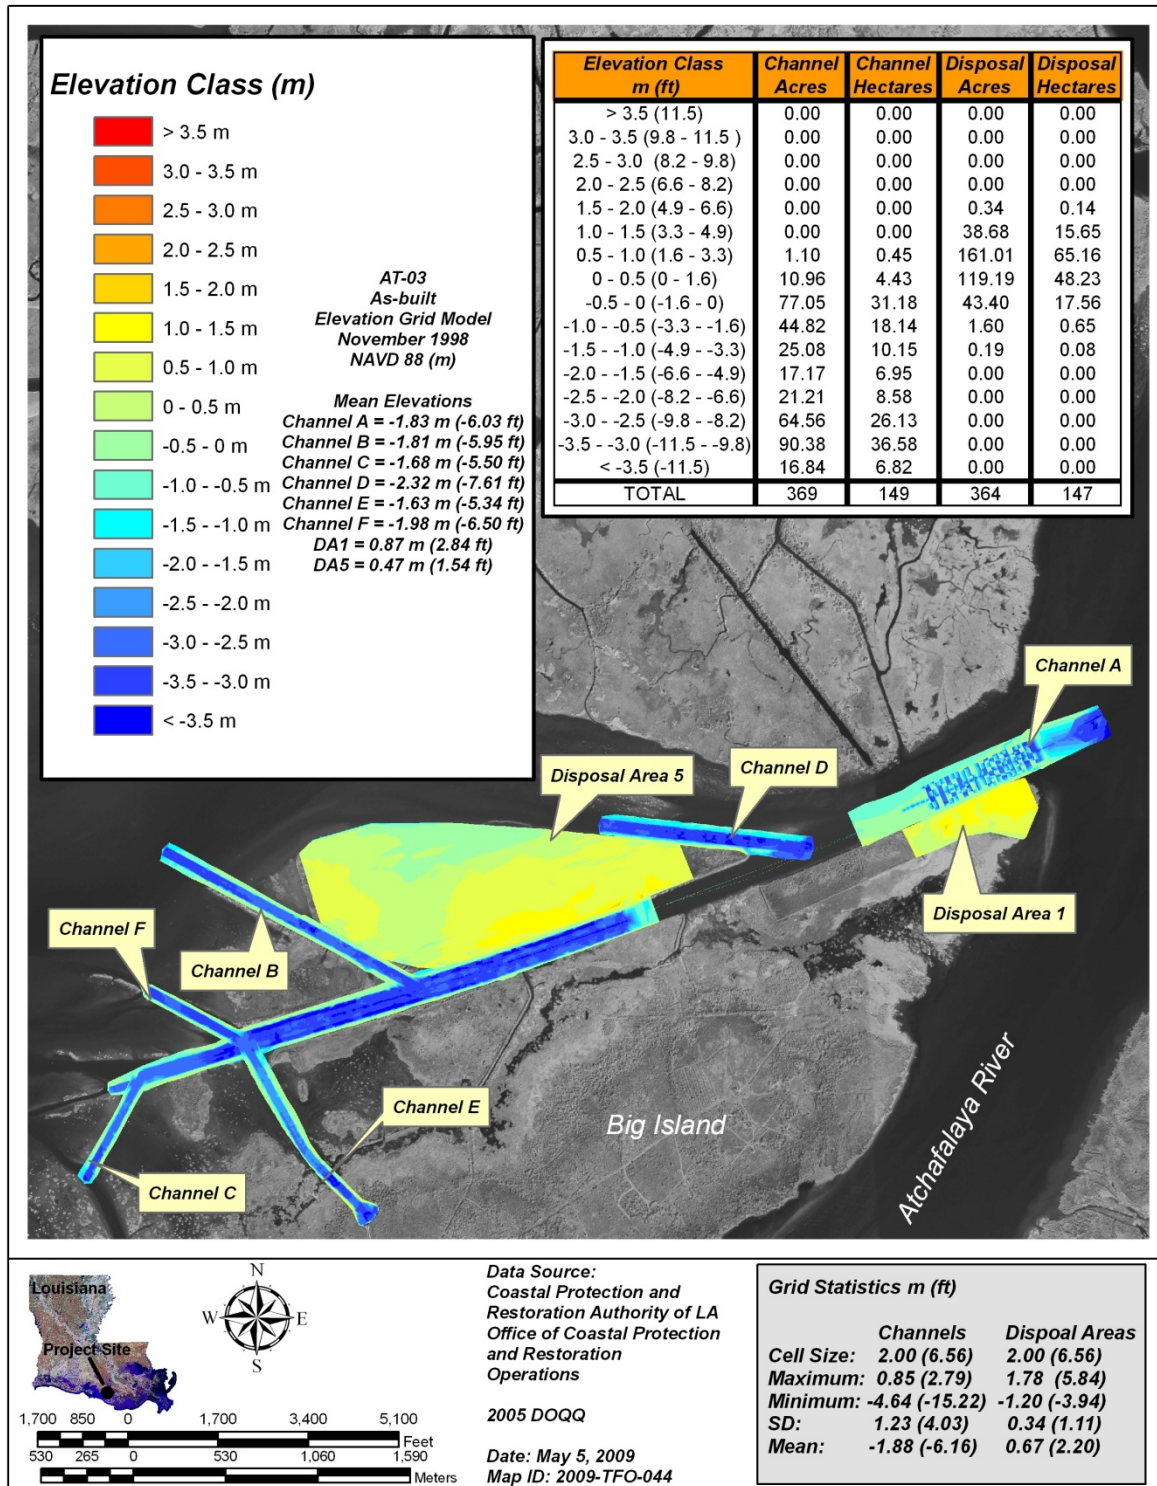 Elevation Class (m)
> 3.5 m
3.0 - 3.5 m
2.5 - 3.0 m
2.0 - 2.5 m
1.5 - 2.0 m
1.0 - 1.5 m
0.5 - 1.0 m
0 - 0.5 m
-0.5 - 0 m
-1.0 - -0.5 m
-1.5 - -1.0 m
-2.0 - -1.5 m
-2.5 - -2.0 m
-3.0 - -2.5 m
-3.5 - -3.0 m
< -3.5 m
AT-03
As-built
Elevation Grid Model
November 1998
NAVD 88 (m)
Mean Elevations
Channel A = -1.83 m (-6.03 ft)
Channel B = -1.81 m (-5.95 ft)
Channel C = -1.68 m (-5.50 ft)
Channel D = -2.32 m (-7.61 ft)
Channel E = -1.63 m (-5.34 ft)
Channel F = -1.98 m (-6.50 ft)
DA1 = 0.87 m (2.84 ft)
DA5 = 0.47 m (1.54 ft)
Elevation Class m (ft) Channel Acres Channel Hectares Disposal Acres Disposal Hectares
> 3.5 (11.5) 0.00 0.00 0.00 0.00
3.0 - 3.5 (9.8 - 11.5 ) 0.00 0.00 0.00 0.00
2.5 - 3.0 (8.2 - 9.8) 0.00 0.00 0.00 0.00
2.0 - 2.5 (6.6 - 8.2) 0.00 0.00 0.00 0.00
1.5 - 2.0 (4.9 - 6.6) 0.00 0.00 0.34 0.14
1.0 - 1.5 (3.3 - 4.9) 0.00 0.00 38.68 15.65
0.5 - 1.0 (1.6 - 3.3) 1.10 0.45 161.01 65.16
0 - 0.5 (0 - 1.6) 10.96 4.43 119.19 48.23
-0.5 - 0 (-1.6 - 0) 77.05 31.18 43.40 17.56
-1.0 - -0.5 (-3.3 - -1.6) 44.82 18.14 1.60 0.65
-1.5 - -1.0 (-4.9 - -3.3) 25.08 10.15 0.19 0.08
-2.0 - -1.5 (-6.6 - -4.9) 17.17 6.95 0.00 0.00
-2.5 - -2.0 (-8.2 - -6.6) 21.21 8.58 0.00 0.00
-3.0 - -2.5 (-9.8 - -8.2) 64.56 26.13 0.00 0.00
-3.5 - -3.0 (-11.5 - -9.8) 90.38 36.58 0.00 0.00
< -3.5 (-11.5) 16.84 6.82 0.00 0.00
TOTAL 369 149 364 147
Channel A
Disposal Area 5
Channel D
Disposal Area 1
Channel F
Channel B
Channel E
Channel C
Big Island
Atchafalaya River
Louisiana
Project Site
N
W E
S
1,700 850 0 1,700 3,400 5,100
Feet
530 265 0 530 1,060 1,590
Meters
Data Source:
Coastal Protection and
Restoration Authority of LA
Office of Coastal Protection
and Restoration
Operations
2005 DOQQ
Date: May 5, 2009
Map ID: 2009-TFO-044
Grid Statistics m (ft)
Channels Dispoal Areas
Cell Size: 2.00 (6.56) 2.00 (6.56)
Maximum: 0.85 (2.79) 1.78 (5.84)
Minimum: -4.64 (-15.22) -1.20 (-3.94)
SD: 1.23 (4.03) 0.34 (1.11)
Mean: -1.88 (-6.16) 0.67 (2.20)